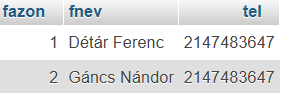 fazon fnev tel
1 Détár Ferenc 2147483647
2 Gáncs Nándor 2147483647